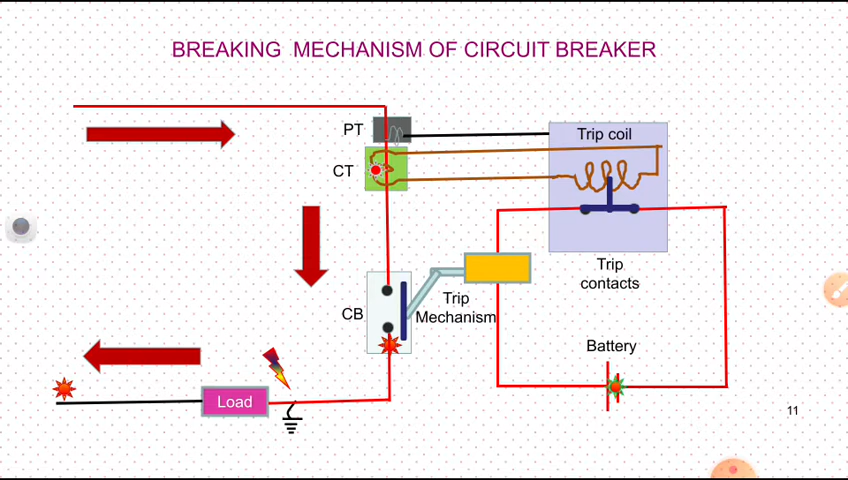 BREAKING MECHANISM OF CIRCUIT BREAKER
PT
Trip coil
CT
Trip
contacts
CB
Trip
Mechanism
Battery
Load
11